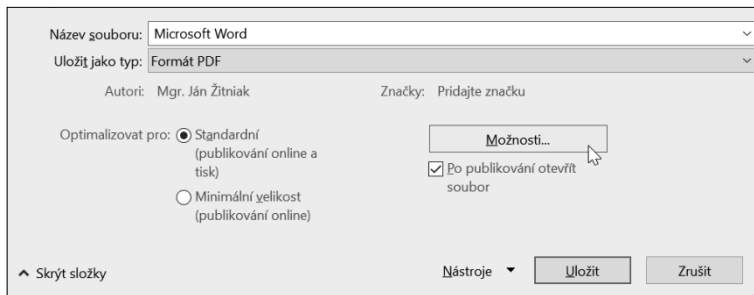 Název souboru: Microsoft Word
Uložit jako typ: Formát PDF
Autori: Mgr. Ján Žitniak Značky: Pridajte značku
Optimalizovat pro: Standardní
(publikování online a
tisk)
Minimální velikost
(publikování online)
Možnosti...
Po publikování otevřít
soubor
Skrýt složky Nástroje Uložit Zrušit